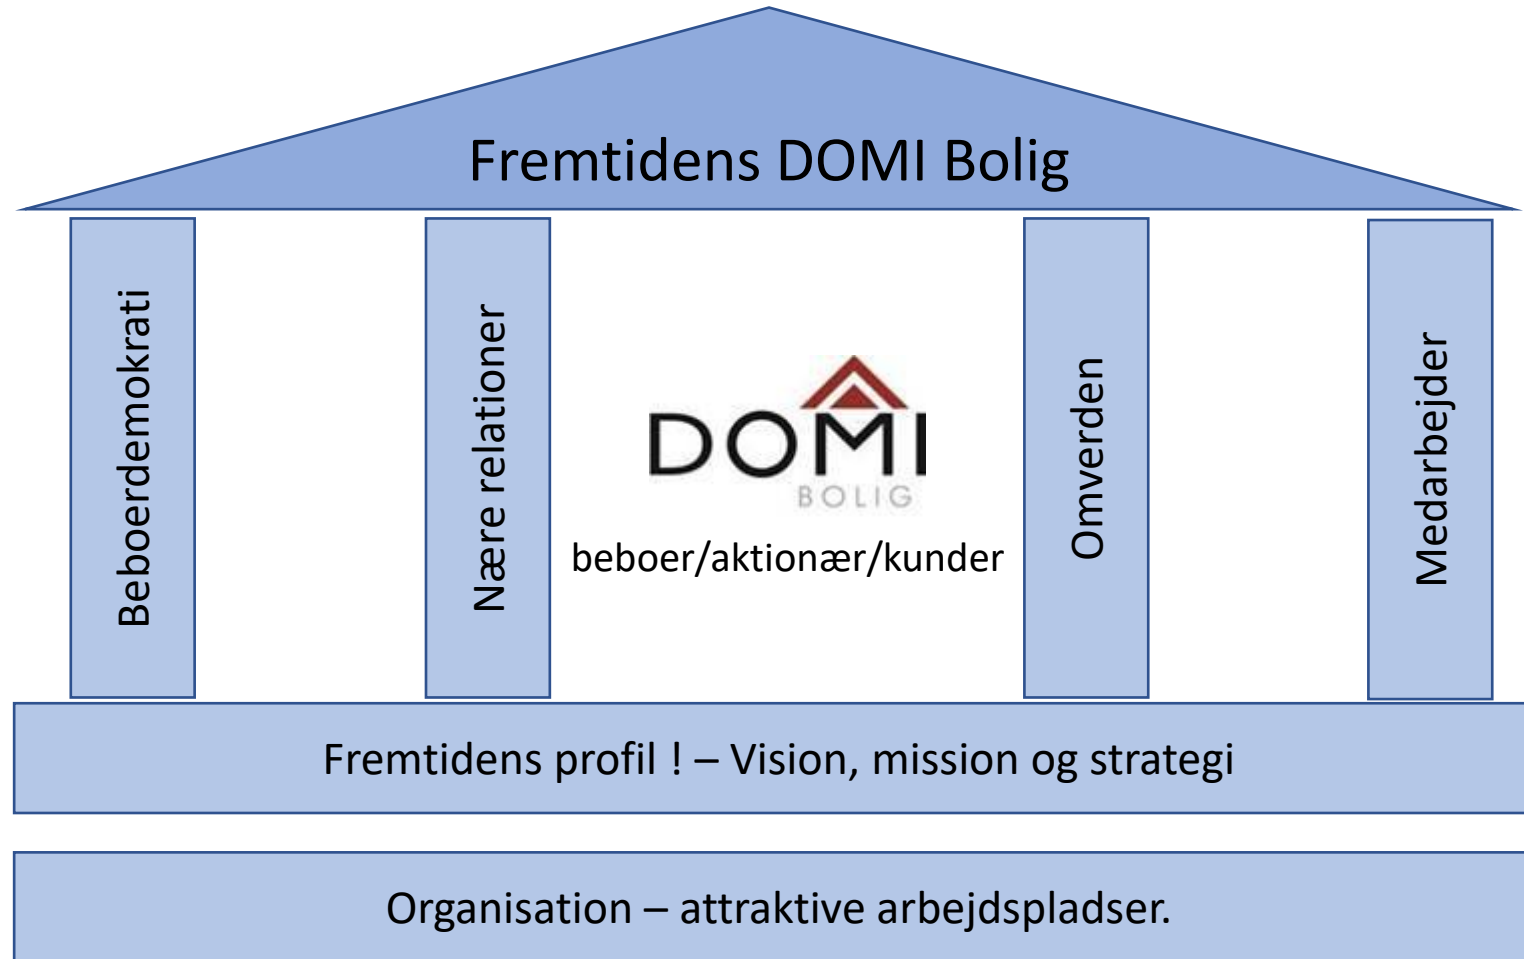 Fremtidens DOMI Bolig
Beboerdemokrati
Nære relationer
DOMI
BOLIG
beboer/aktionær/kunder
Omverden
Medarbejder
Fremtidens profil ! – Vision, mission og strategi
Organisation – attraktive arbejdspladser.